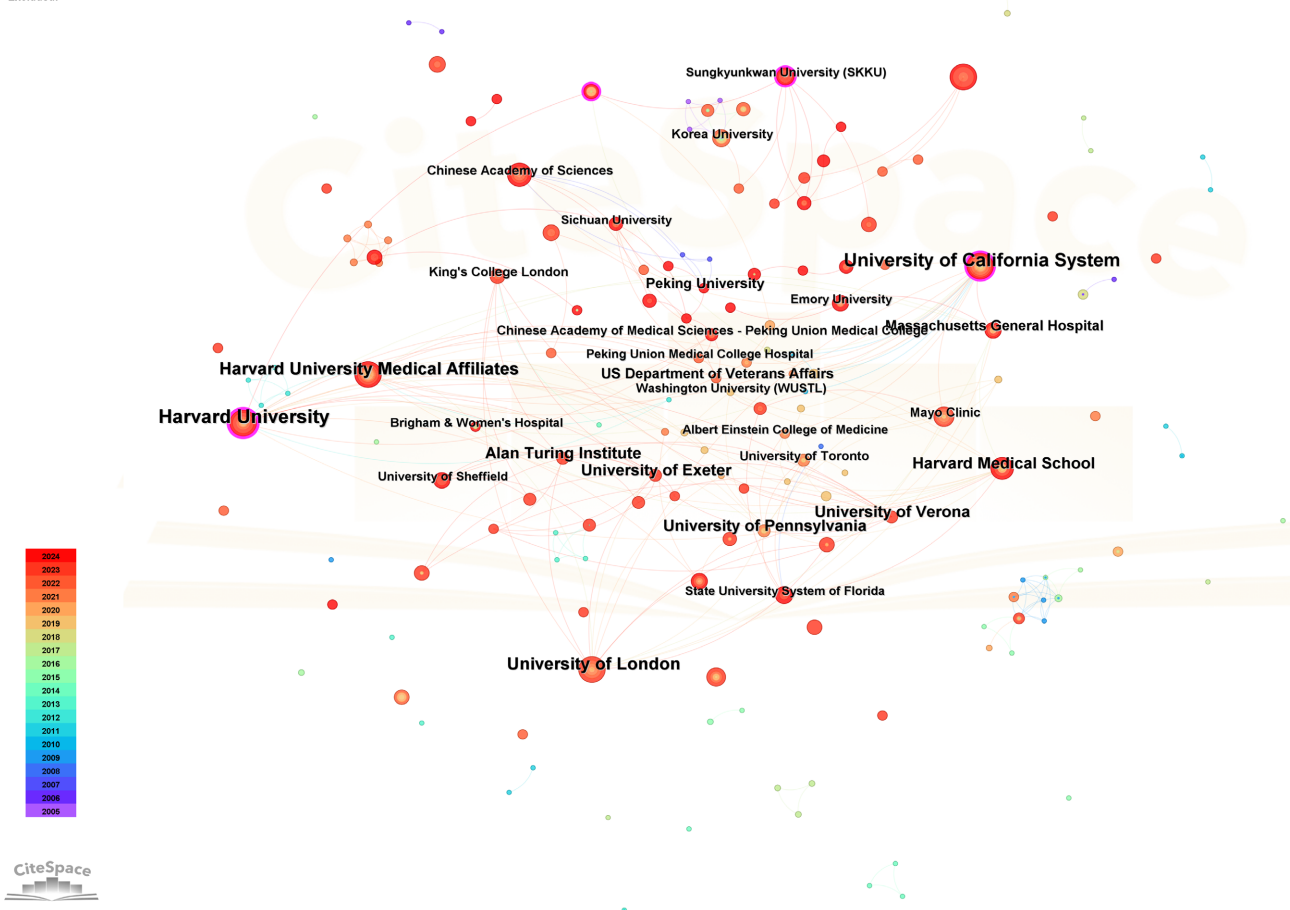 Sungkyunkwan University (SKKU)
Korea University
Chinese Academy of Sciences
Sichuan University
University of California System
King's College London
Peking University
Emory University
Massachusetts General Hospital
Chinese Academy of Medical Sciences - Peking Union Medical College
Peking Union Medical College Hospital
Harvard University Medical Affiliates
US Department of Veterans Affairs
Washington University (WUSTL)
Harvard University
Mayo Clinic
Brigham & Women's Hospital
Albert Einstein College of Medicine
Alan Turing Institute
University of Toronto
Harvard Medical School
University of Exeter
University of Sheffield
University of Verona
University of Pennsylvania
State University System of Florida
University of London
2024
2023
2022
2021
2020
2019
2018
2017
2016
2015
2014
2013
2012
2011
2010
2009
2008
2007
2006
2005
CiteSpace
CiteSpace